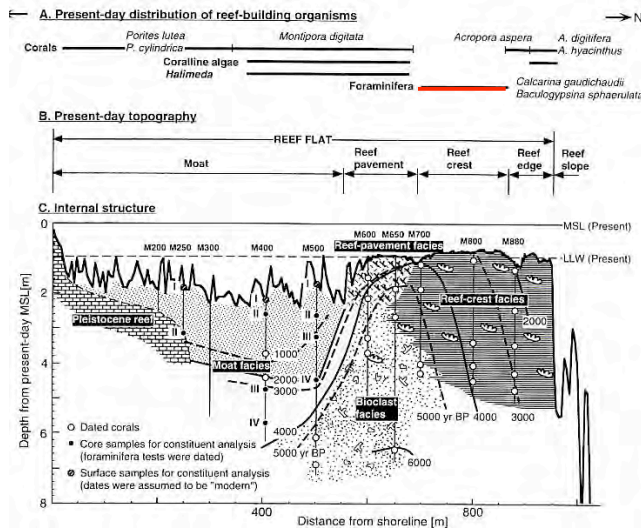 A. Present-day distribution of reef-building organisms
N
Porites lutea
P. cylindrica
Montipora digitata
Acropora aspera
A. digitifera
A. hyacinthus
Corals
Coralline algae
Halimeda
Foraminifera
Calcarina gaudichaudii
Baculogypsina sphaerulata
B. Present-day topography
REEF FLAT
Moat
Reef pavement
Reef crest
Reef edge
Reef slope
C. Internal structure
MSL (Present)
LLW (Present)
M200 M250 M300 M400 M500 M600 M650 M700 M800 M880
Reef-pavement facies
Reef-crest facies
Pleistocene reef
Moat facies
Bioclast facies
I
I
I
II
II
II
III
III
IV
IV
1000
2000
3000
4000
5000 yr BP
6000
5000 yr BP
4000
3000
2000
Dated corals
Core samples for constituent analysis
(foraminifera tests were dated)
Surface samples for constituent analysis
(dates were assumed to be "modern")
Depth from present-day MSL[m]
0
2
4
6
8
0 400 800
Distance from shoreline [m]